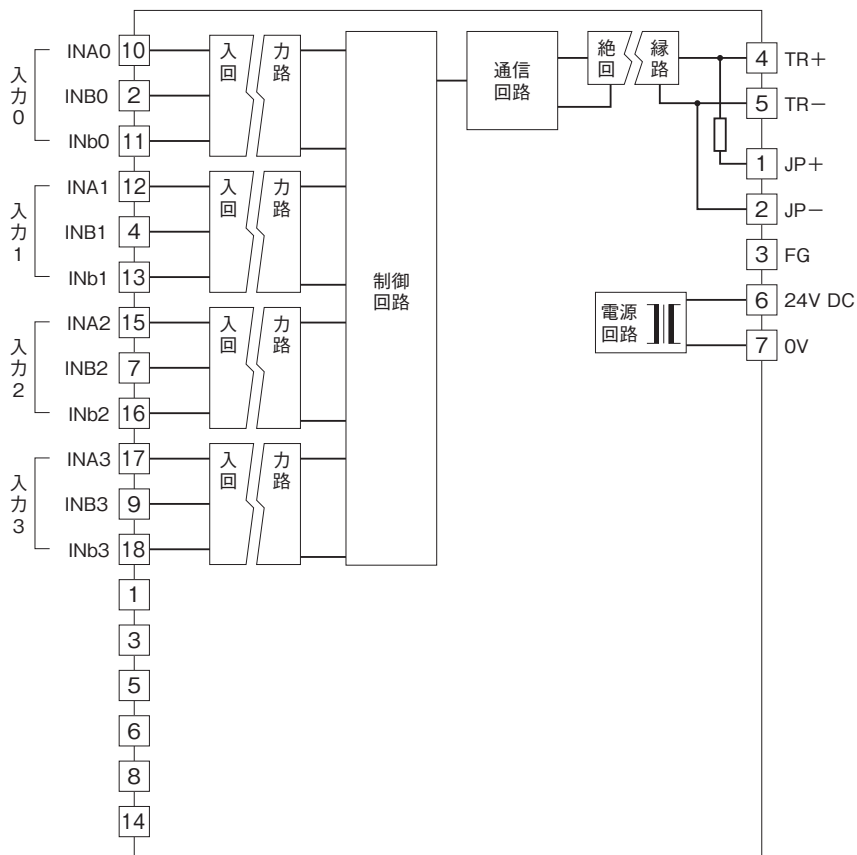 入力0
INA0 10
INB0 2
INb0 11
入回 力路
入力1
INA1 12
INB1 4
INb1 13
入回 力路
入力2
INA2 15
INB2 7
INb2 16
入回 力路
入力3
INA3 17
INB3 9
INb3 18
入回 力路
1
3
5
6
8
14
制御
回路
通信
回路
絶回 縁路
4 TR+
5 TR−
1 JP+
2 JP−
3 FG
電源
回路
6 24V DC
7 0V